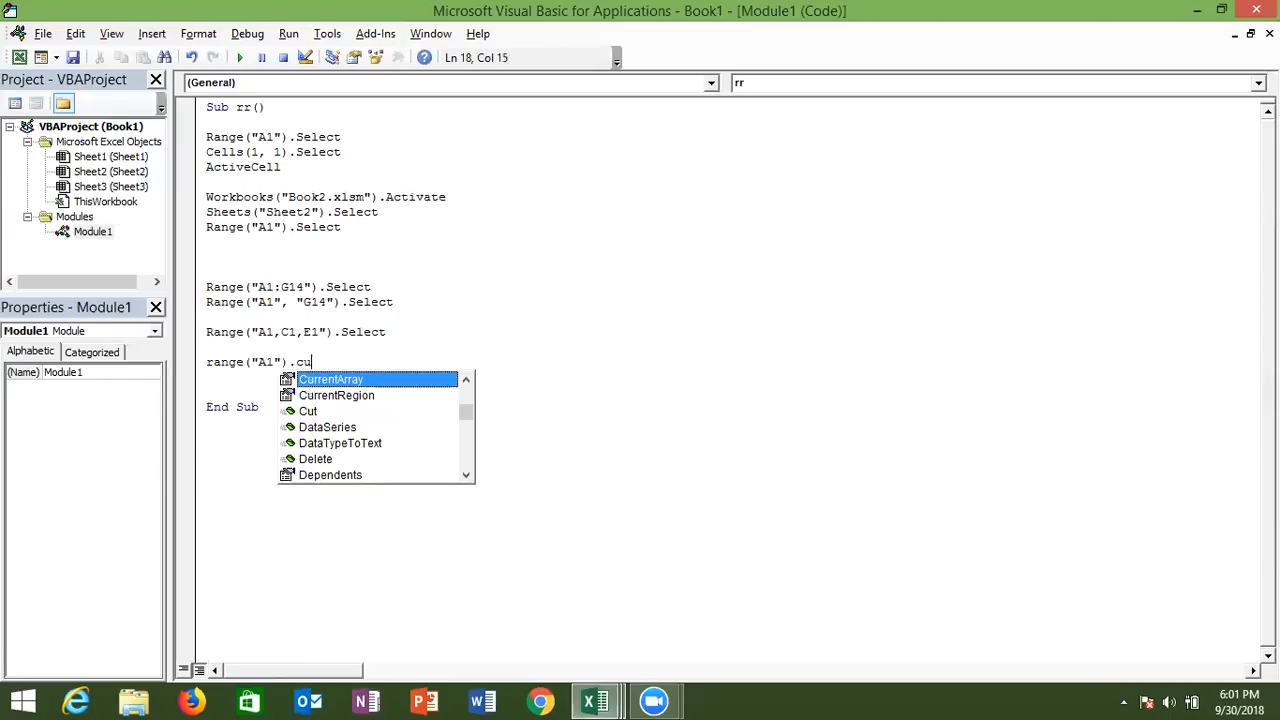 Microsoft Visual Basic for Applications - Book1 - [Module1 (Code)]
File Edit View Insert Format Debug Run Tools Add-Ins Window Help
Ln 18, Col 15
Project - VBAProject
(General)
rr
VBAProject (Book1)
Microsoft Excel Objects
Sheet1 (Sheet1)
Sheet2 (Sheet2)
Sheet3 (Sheet3)
ThisWorkbook
Modules
Module1
Properties - Module1
Module1 Module
Alphabetic Categorized
(Name) Module1
Sub rr()
Range("A1").Select
Cells(1, 1).Select
ActiveCell
Workbooks("Book2.xlsm").Activate
Sheets("Sheet2").Select
Range("A1").Select
Range("A1:G14").Select
Range("A1", "G14").Select
Range("A1,C1,E1").Select
range("A1").cu
CurrentArray
CurrentRegion
Cut
DataSeries
DataTypeToText
Delete
Dependents
End Sub
6:01 PM
9/30/2018